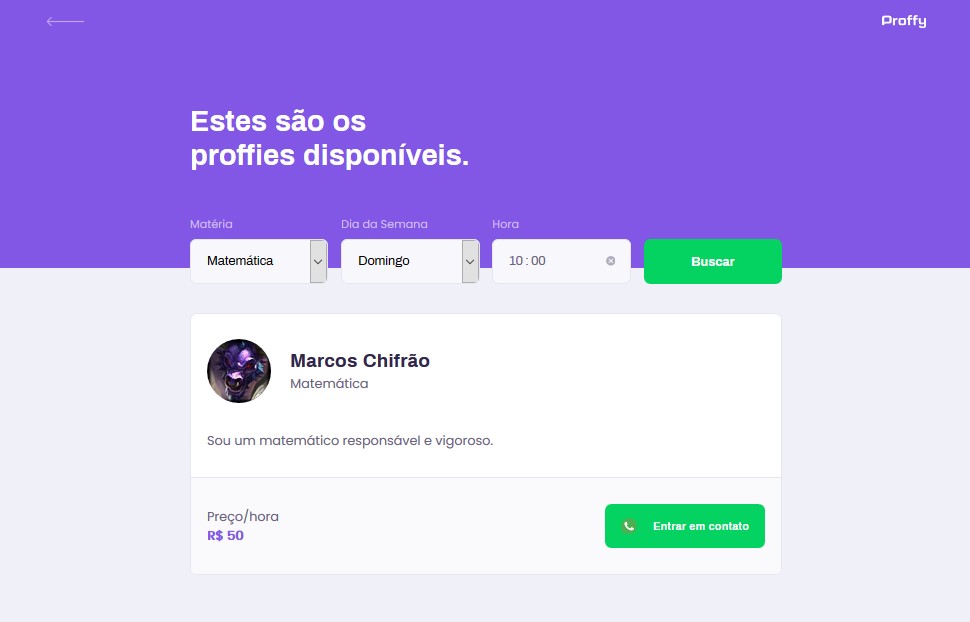 Proffy
Estes são os
proffies disponíveis.
Matéria
Dia da Semana
Hora
Matemática
Domingo
10 : 00
Buscar
Marcos Chifrão
Matemática
Sou um matemático responsável e vigoroso.
Preço/hora
R$ 50
Entrar em contato